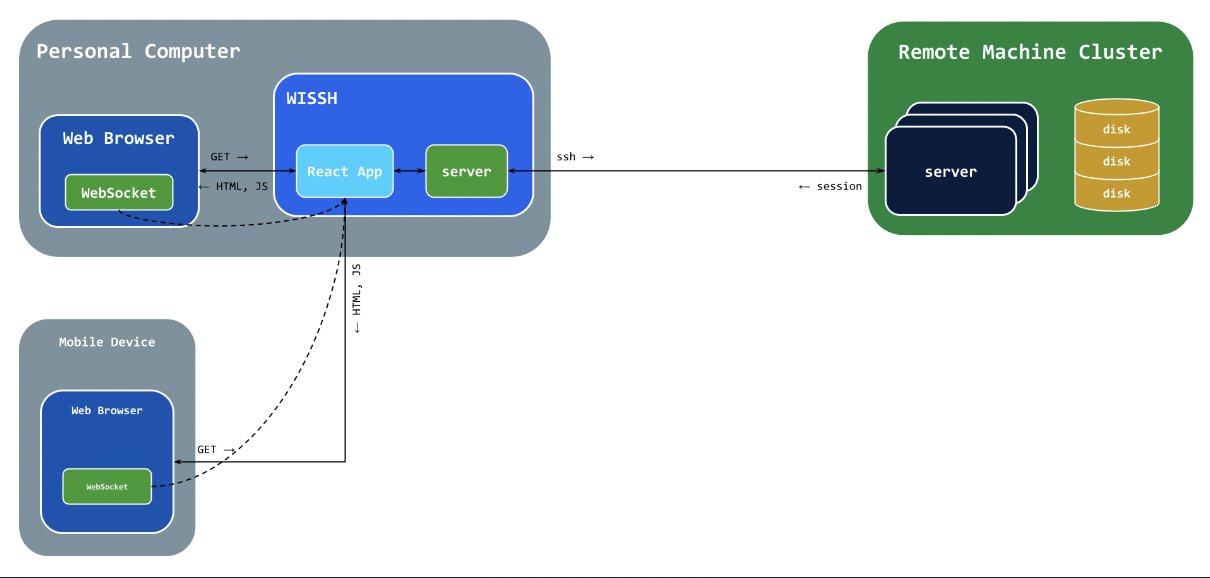 Personal Computer
WISSH
Web Browser
WebSocket
GET →
← HTML, JS
React App
server
ssh →
← session
Remote Machine Cluster
server
disk
disk
disk
← HTML, JS
Mobile Device
Web Browser
GET →
WebSocket